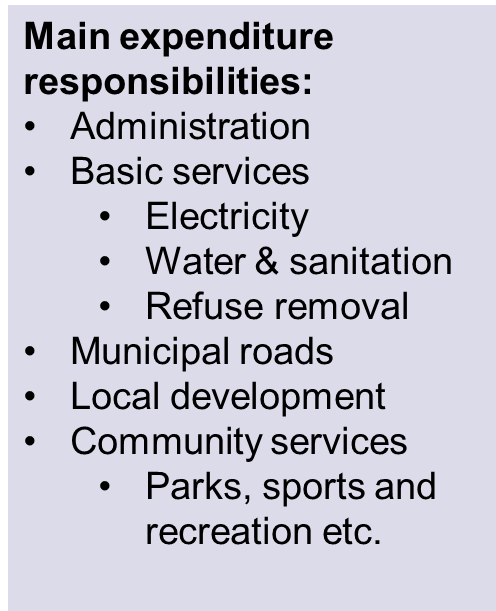 Main expenditure
responsibilities:
• Administration
• Basic services
• Electricity
• Water & sanitation
• Refuse removal
• Municipal roads
• Local development
• Community services
• Parks, sports and
recreation etc.